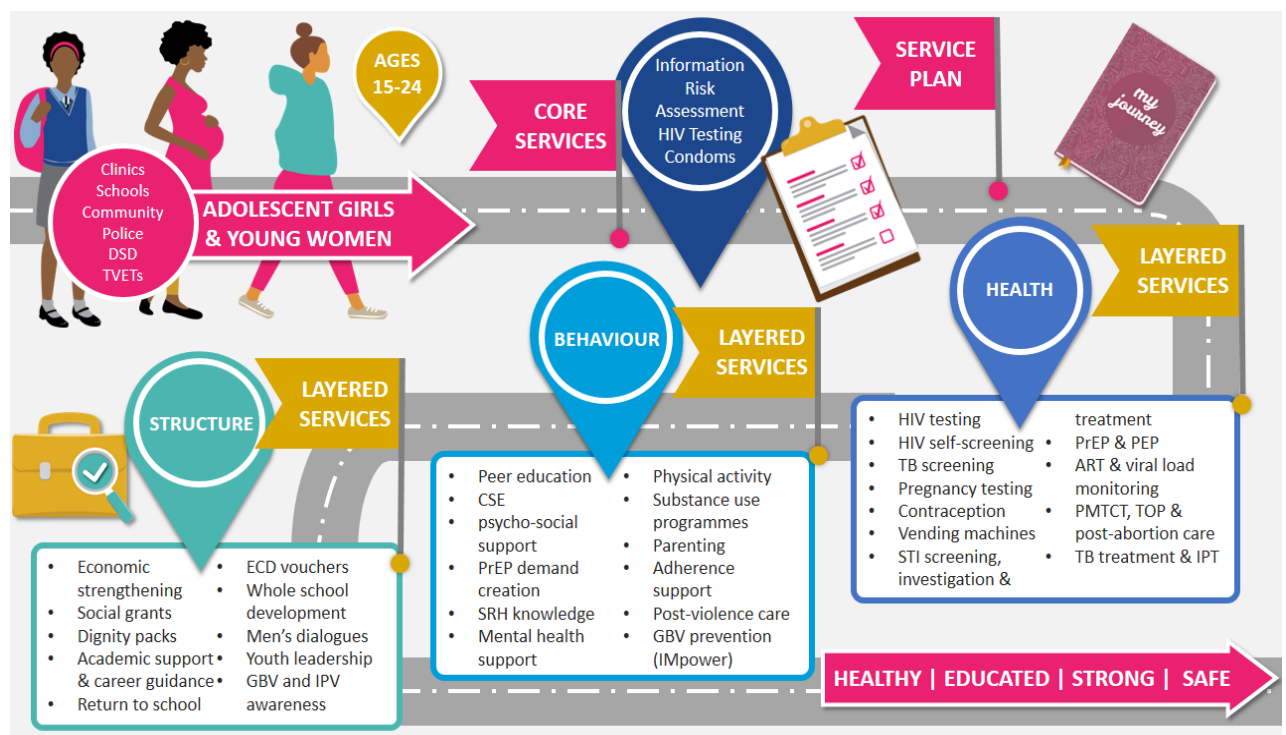 AGES
15-24
Clinics
Schools
Community
Police
DSD
TVETs
ADOLESCENT GIRLS
& YOUNG WOMEN
CORE
SERVICES
Information
Risk
Assessment
HIV Testing
Condoms
SERVICE
PLAN
my
journey
HEALTH
LAYERED
SERVICES
• HIV testing
• HIV self-screening
• TB screening
• Pregnancy testing
• Contraception
• Vending machines
• STI screening,
investigation &
treatment
• PrEP & PEP
• ART & viral load
monitoring
• PMTCT, TOP &
post-abortion care
• TB treatment & IPT
BEHAVIOUR
LAYERED
SERVICES
• Peer education
• CSE
• psycho-social
support
• PrEP demand
creation
• SRH knowledge
• Mental health
support
• Physical activity
• Substance use
programmes
• Parenting
• Adherence
support
• Post-violence care
• GBV prevention
(IMpower)
STRUCTURE
LAYERED
SERVICES
• Economic
strengthening
• Social grants
• Dignity packs
• Academic support
& career guidance
• Return to school
• ECD vouchers
• Whole school
development
• Men's dialogues
• Youth leadership
• GBV and IPV
awareness
HEALTHY | EDUCATED | STRONG | SAFE